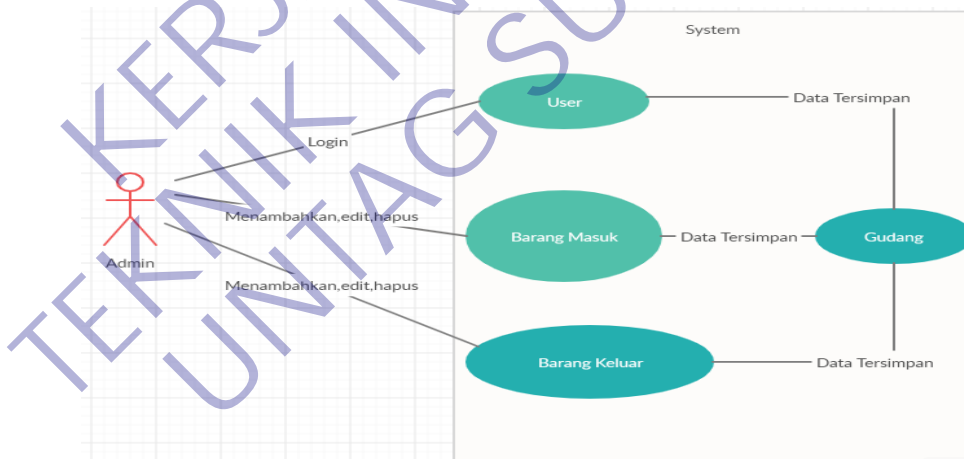 System
User
Data Tersimpan
Login
Menambahkan,edit,hapus
Barang Masuk
Data Tersimpan
Gudang
Admin
Menambahkan,edit,hapus
Barang Keluar
Data Tersimpan
TEKNIK
UNTAG